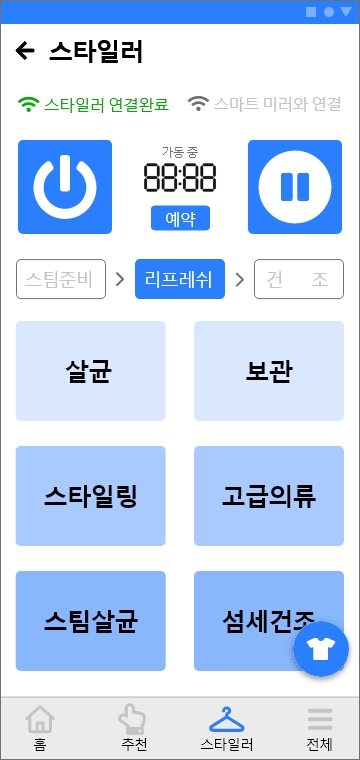 스타일러
스타일러 연결완료 스마트 미러와 연결
가동 중
88:88
예약
스팀준비 리프레쉬 건 조
살균 보관
스타일링 고급의류
스팀살균 섬세건조
홈 추천 스타일러 전체